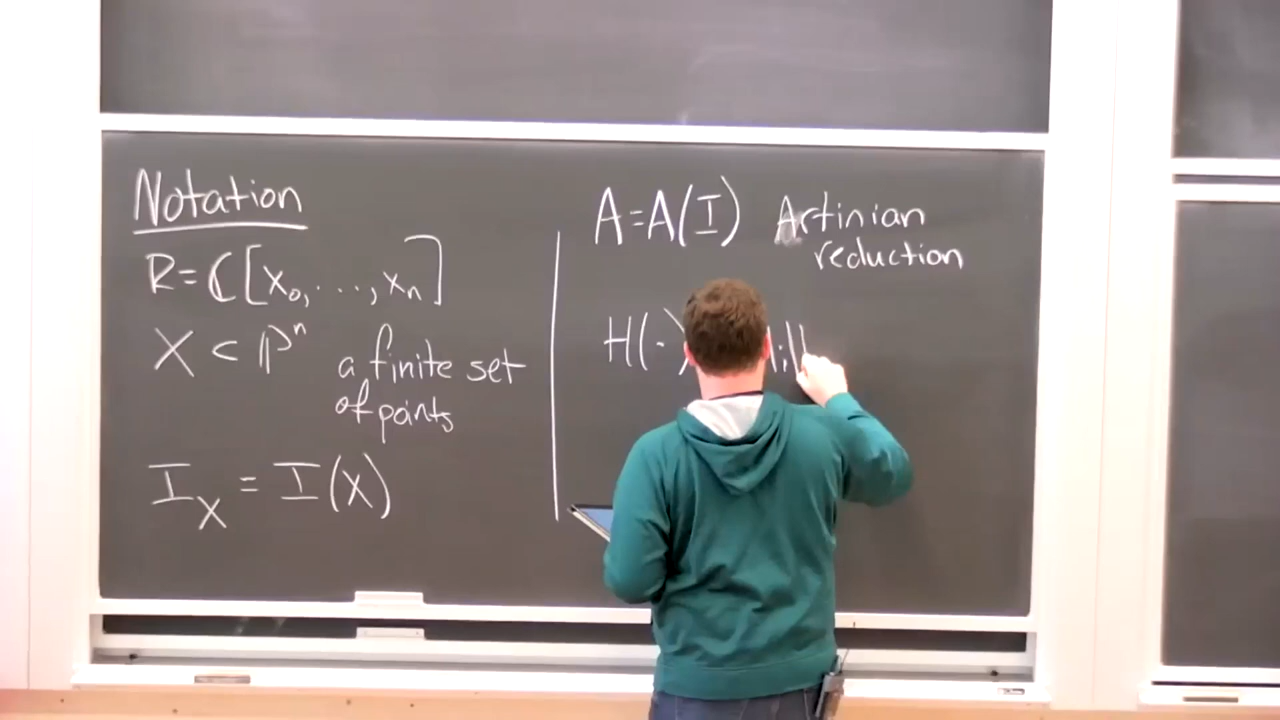 Notation
R = ℂ[x₀, ..., xₙ]
X ⊂ ℙⁿ a finite set
of points
I_X = I(X)
A = A(I) Artinian
reduction
H(·)